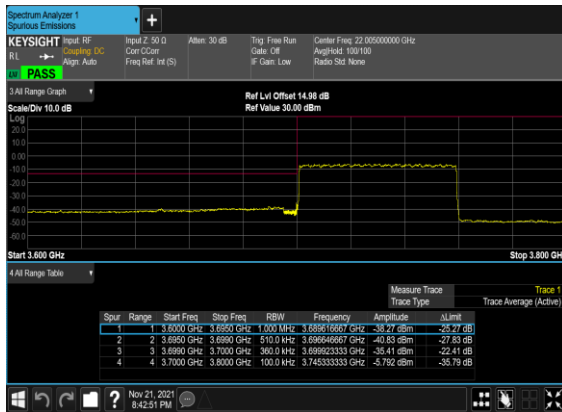 Spectrum Analyzer 1
Spurious Emissions
KEYSIGHT Input: RF Input Z: 50 Ω Atten: 30 dB Trig: Free Run Center Freq: 22.005000000 GHz
RL Coupling: DC Corr CCorr Gate: Off Avg|Hold: 100/100
Align: Auto Freq Ref: Int (S) IF Gain: Low Radio Std: None
PASS
3 All Range Graph
Ref Lvl Offset 14.98 dB
Scale/Div 10.0 dB Ref Value 30.00 dBm
Log
20.0
10.0
0.00
-10.0
-20.0
-30.0
-40.0
-50.0
-60.0
Start 3.600 GHz Stop 3.800 GH
4 All Range Table
Measure Trace Trace 1
Trace Type Trace Average (Active)
Spur Range Start Freq Stop Freq RBW Frequency Amplitude ΔLimit
1 1 3.6000 GHz 3.6950 GHz 1.000 MHz 3.689616667 GHz -38.27 dBm -25.27 dB
2 2 3.6950 GHz 3.6990 GHz 510.0 kHz 3.696646667 GHz -40.83 dBm -27.83 dB
3 3 3.6990 GHz 3.7000 GHz 360.0 kHz 3.699923333 GHz -35.41 dBm -22.41 dB
4 4 3.7000 GHz 3.8000 GHz 100.0 kHz 3.745333333 GHz -5.792 dBm -35.79 dB
Nov 21, 2021
8:42:51 PM